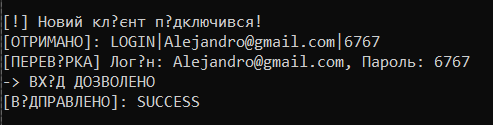 [!] Новий кл?єнт п?дключився!
[ОТРИМАНО]: LOGIN|Alejandro@gmail.com|6767
[ПЕРЕВ?РКА] Лог?н: Alejandro@gmail.com, Пароль: 6767
-> ВХ?Д ДОЗВОЛЕНО
[В?ДПРАВЛЕНО]: SUCCESS